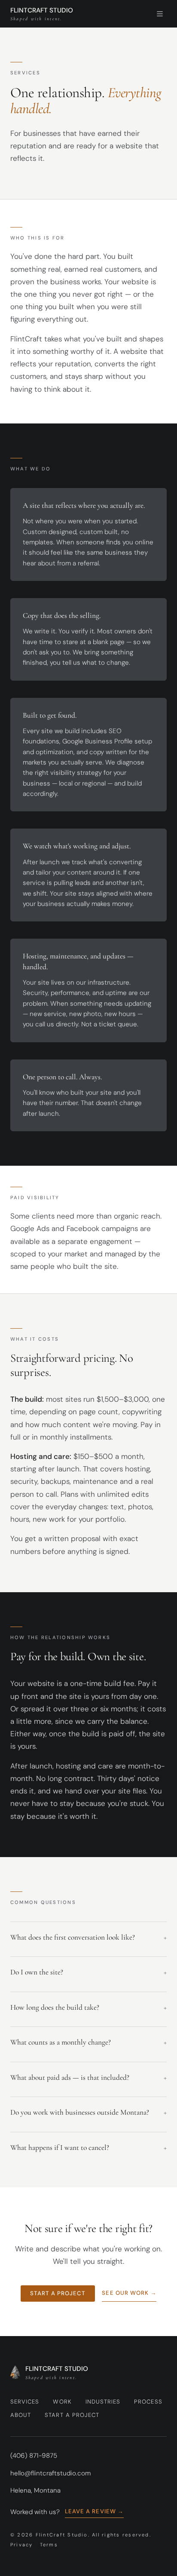 FLINTCRAFT STUDIO
Shaped with intent.
SERVICES
One relationship. Everything
handled.
For businesses that have earned their
reputation and are ready for a website that
reflects it.
WHO THIS IS FOR
You've done the hard part. You built
something real, earned real customers, and
proven the business works. Your website is
the one thing you never got right — or the
one thing you built when you were still
figuring everything out.
FlintCraft takes what you've built and shapes
it into something worthy of it. A website that
reflects your reputation, converts the right
customers, and stays sharp without you
having to think about it.
WHAT WE DO
A site that reflects where you actually are.
Not where you were when you started.
Custom designed, custom built, no
templates. When someone finds you online
it should feel like the same business they
hear about from a referral.
Copy that does the selling.
We write it. You verify it. Most owners don't
have time to stare at a blank page — so we
don't ask you to. We bring something
finished, you tell us what to change.
Built to get found.
Every site we build includes SEO
foundations, Google Business Profile setup
and optimization, and copy written for the
markets you actually serve. We diagnose
the right visibility strategy for your
business — local or regional — and build
accordingly.
We watch what's working and adjust.
After launch we track what's converting
and tailor your content around it. If one
service is pulling leads and another isn't,
we shift. Your site stays aligned with where
your business actually makes money.
Hosting, maintenance, and updates —
handled.
Your site lives on our infrastructure.
Security, performance, and uptime are our
problem. When something needs updating
— new service, new photo, new hours —
you call us directly. Not a ticket queue.
One person to call. Always.
You'll know who built your site and you'll
have their number. That doesn't change
after launch.
PAID VISIBILITY
Some clients need more than organic reach.
Google Ads and Facebook campaigns are
available as a separate engagement —
scoped to your market and managed by the
same people who built the site.
WHAT IT COSTS
Straightforward pricing. No
surprises.
The build: most sites run $1,500–$3,000, one
time, depending on page count, copywriting
and how much content we're moving. Pay in
full or in monthly installments.
Hosting and care: $150–$500 a month,
starting after launch. That covers hosting,
security, backups, maintenance and a real
person to call. Plans with unlimited edits
cover the everyday changes: text, photos,
hours, new work for your portfolio.
You get a written proposal with exact
numbers before anything is signed.
HOW THE RELATIONSHIP WORKS
Pay for the build. Own the site.
Your website is a one-time build fee. Pay it
up front and the site is yours from day one.
Or spread it over three or six months; it costs
a little more, since we carry the balance.
Either way, once the build is paid off, the site
is yours.
After launch, hosting and care are month-to-
month. No long contract. Thirty days' notice
ends it, and we hand over your site files. You
never have to stay because you're stuck. You
stay because it's worth it.
COMMON QUESTIONS
What does the first conversation look like? +
Do I own the site? +
How long does the build take? +
What counts as a monthly change? +
What about paid ads — is that included? +
Do you work with businesses outside Montana? +
What happens if I want to cancel? +
Not sure if we're the right fit?
Write and describe what you're working on.
We'll tell you straight.
START A PROJECT
SEE OUR WORK →
FLINTCRAFT STUDIO
Shaped with intent.
SERVICES WORK INDUSTRIES PROCESS
ABOUT START A PROJECT
(406) 871-9875
hello@flintcraftstudio.com
Helena, Montana
Worked with us? LEAVE A REVIEW →
© 2026 FlintCraft Studio. All rights reserved.
Privacy Terms